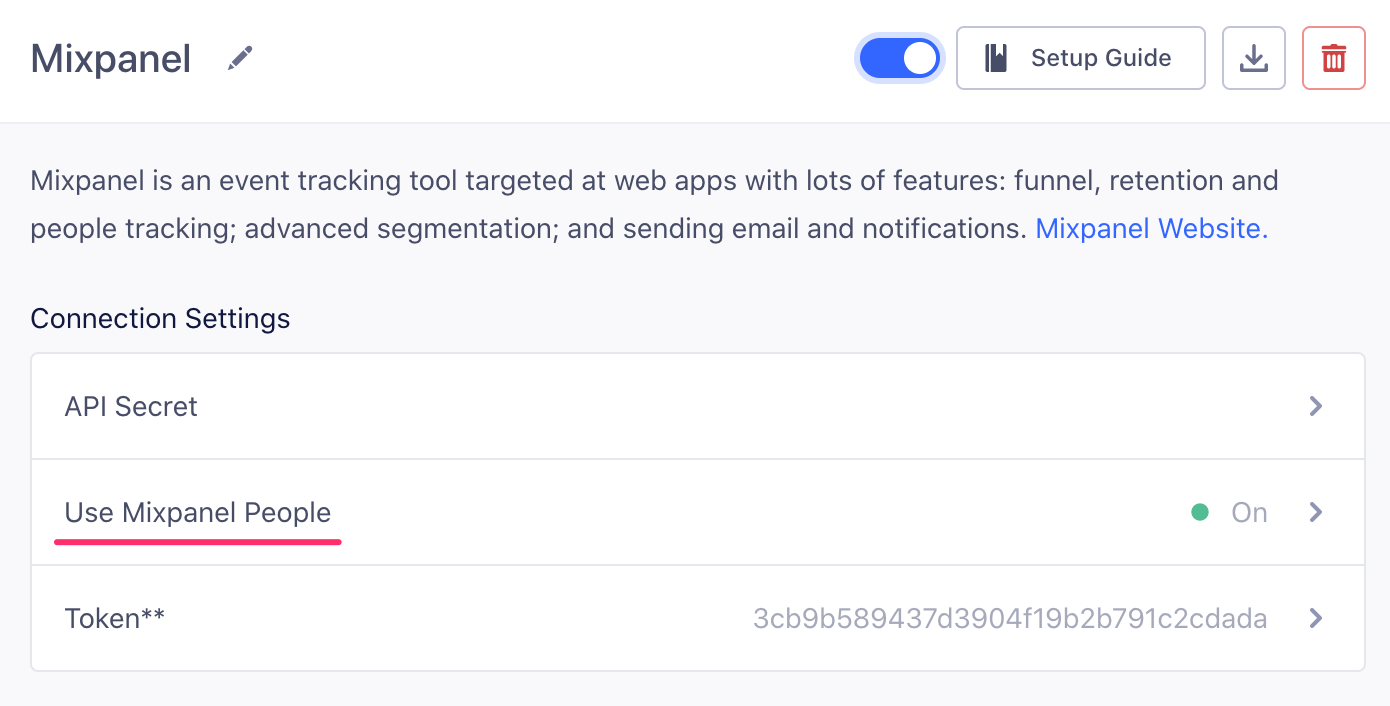 Mixpanel
Setup Guide
Mixpanel is an event tracking tool targeted at web apps with lots of features: funnel, retention and
people tracking; advanced segmentation; and sending email and notifications. Mixpanel Website.
Connection Settings
API Secret
Use Mixpanel People On
Token** 3cb9b589437d3904f19b2b791c2cdada